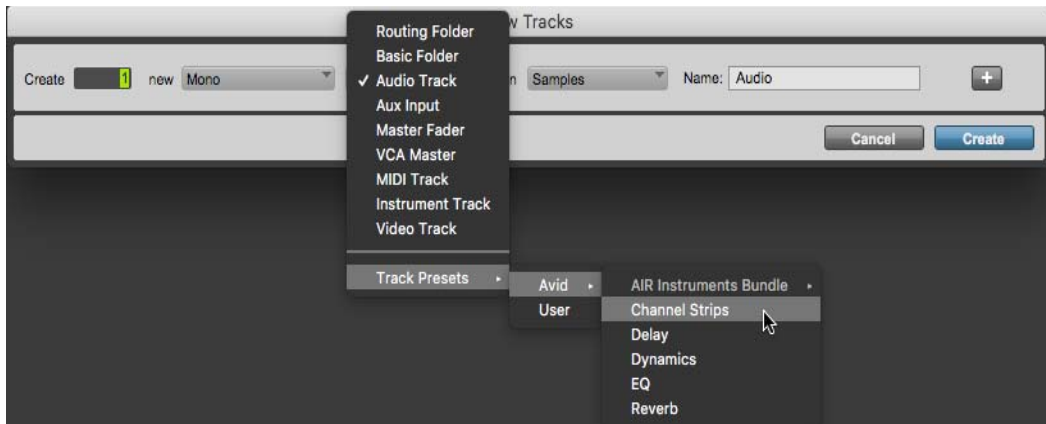 w Tracks
Create 1 new Mono n Samples Name: Audio +
Cancel Create
Routing Folder
Basic Folder
✓ Audio Track
Aux Input
Master Fader
VCA Master
MIDI Track
Instrument Track
Video Track
Track Presets
Avid
User
AIR Instruments Bundle
Channel Strips
Delay
Dynamics
EQ
Reverb